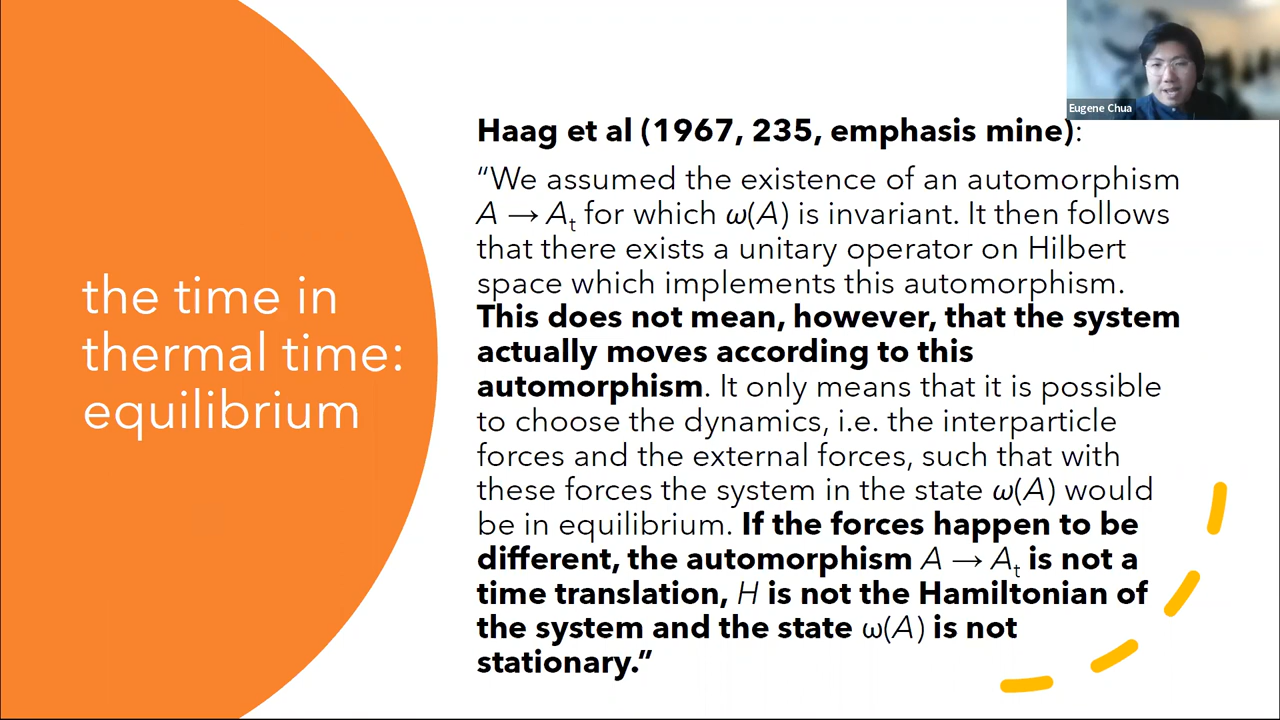 the time in
thermal time:
equilibrium
Haag et al (1967, 235, emphasis mine):
“We assumed the existence of an automorphism
A → Aₜ for which ω(A) is invariant. It then follows
that there exists a unitary operator on Hilbert
space which implements this automorphism.
This does not mean, however, that the system
actually moves according to this
automorphism. It only means that it is possible
to choose the dynamics, i.e. the interparticle
forces and the external forces, such that with
these forces the system in the state ω(A) would
be in equilibrium. If the forces happen to be
different, the automorphism A → Aₜ is not a
time translation, H is not the Hamiltonian of
the system and the state ω(A) is not
stationary.”
Eugene Chua